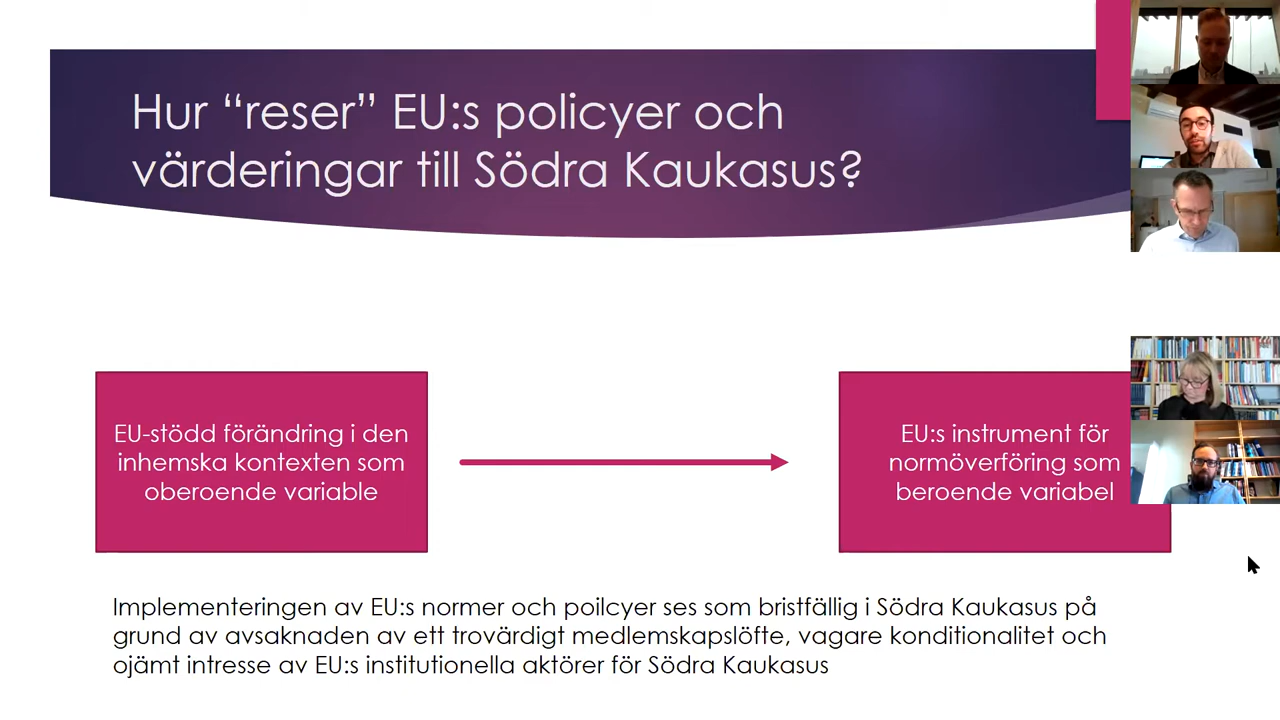 Hur “reser” EU:s policyer och
värderingar till Södra Kaukasus?
EU-stödd förändring i den
inhemska kontexten som
oberoende variable
EU:s instrument för
normöverföring som
beroende variabel
Implementeringen av EU:s normer och poilcyer ses som bristfällig i Södra Kaukasus på
grund av avsaknaden av ett trovärdigt medlemskapslöfte, vagare konditionalitet och
ojämt intresse av EU:s institutionella aktörer för Södra Kaukasus